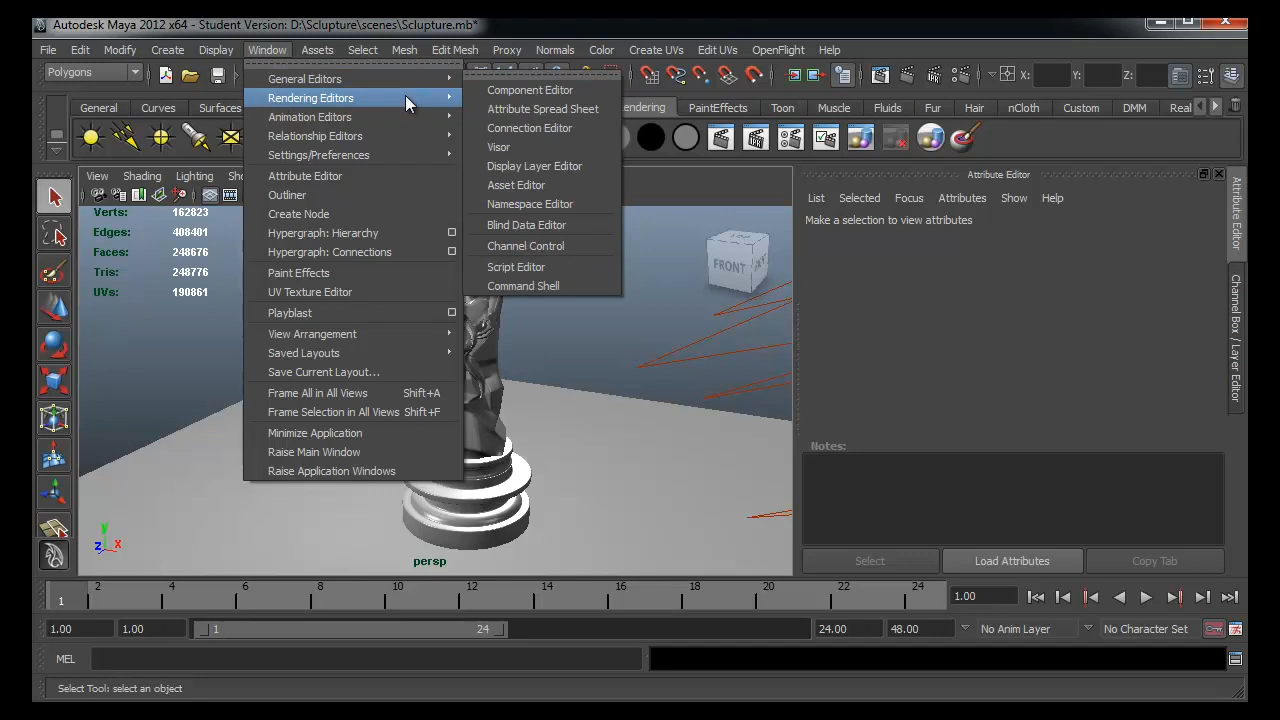 Autodesk Maya 2012 x64 - Student Version: D:\Sclupture\scenes\Sclupture.mb*
File Edit Modify Create Display Window Assets Select Mesh Edit Mesh Proxy Normals Color Create UVs Edit UVs OpenFlight Help
Polygons X: Y: Z:
General Curves Surfaces Rendering PaintEffects Toon Muscle Fluids Fur Hair nCloth Custom DMM Real
General Editors
Rendering Editors
Animation Editors
Relationship Editors
Settings/Preferences
Attribute Editor
Outliner
Create Node
Hypergraph: Hierarchy
Hypergraph: Connections
Paint Effects
UV Texture Editor
Playblast
View Arrangement
Saved Layouts
Save Current Layout...
Frame All in All Views Shift+A
Frame Selection in All Views Shift+F
Minimize Application
Raise Main Window
Raise Application Windows
Component Editor
Attribute Spread Sheet
Connection Editor
Visor
Display Layer Editor
Asset Editor
Namespace Editor
Blind Data Editor
Channel Control
Script Editor
Command Shell
View Shading Lighting
Verts: 162823
Edges: 408401
Faces: 248676
Tris: 248776
UVs: 190861
FRONT
y
z x
persp
Attribute Editor
List Selected Focus Attributes Show Help
Make a selection to view attributes
Notes:
Select Load Attributes Copy Tab
Attribute Editor
Channel Box / Layer Editor
1 2 4 6 8 10 12 14 16 18 20 22 24 1.00
1.00 1.00 1 24 24.00 48.00 No Anim Layer No Character Set
MEL
Select Tool: select an object